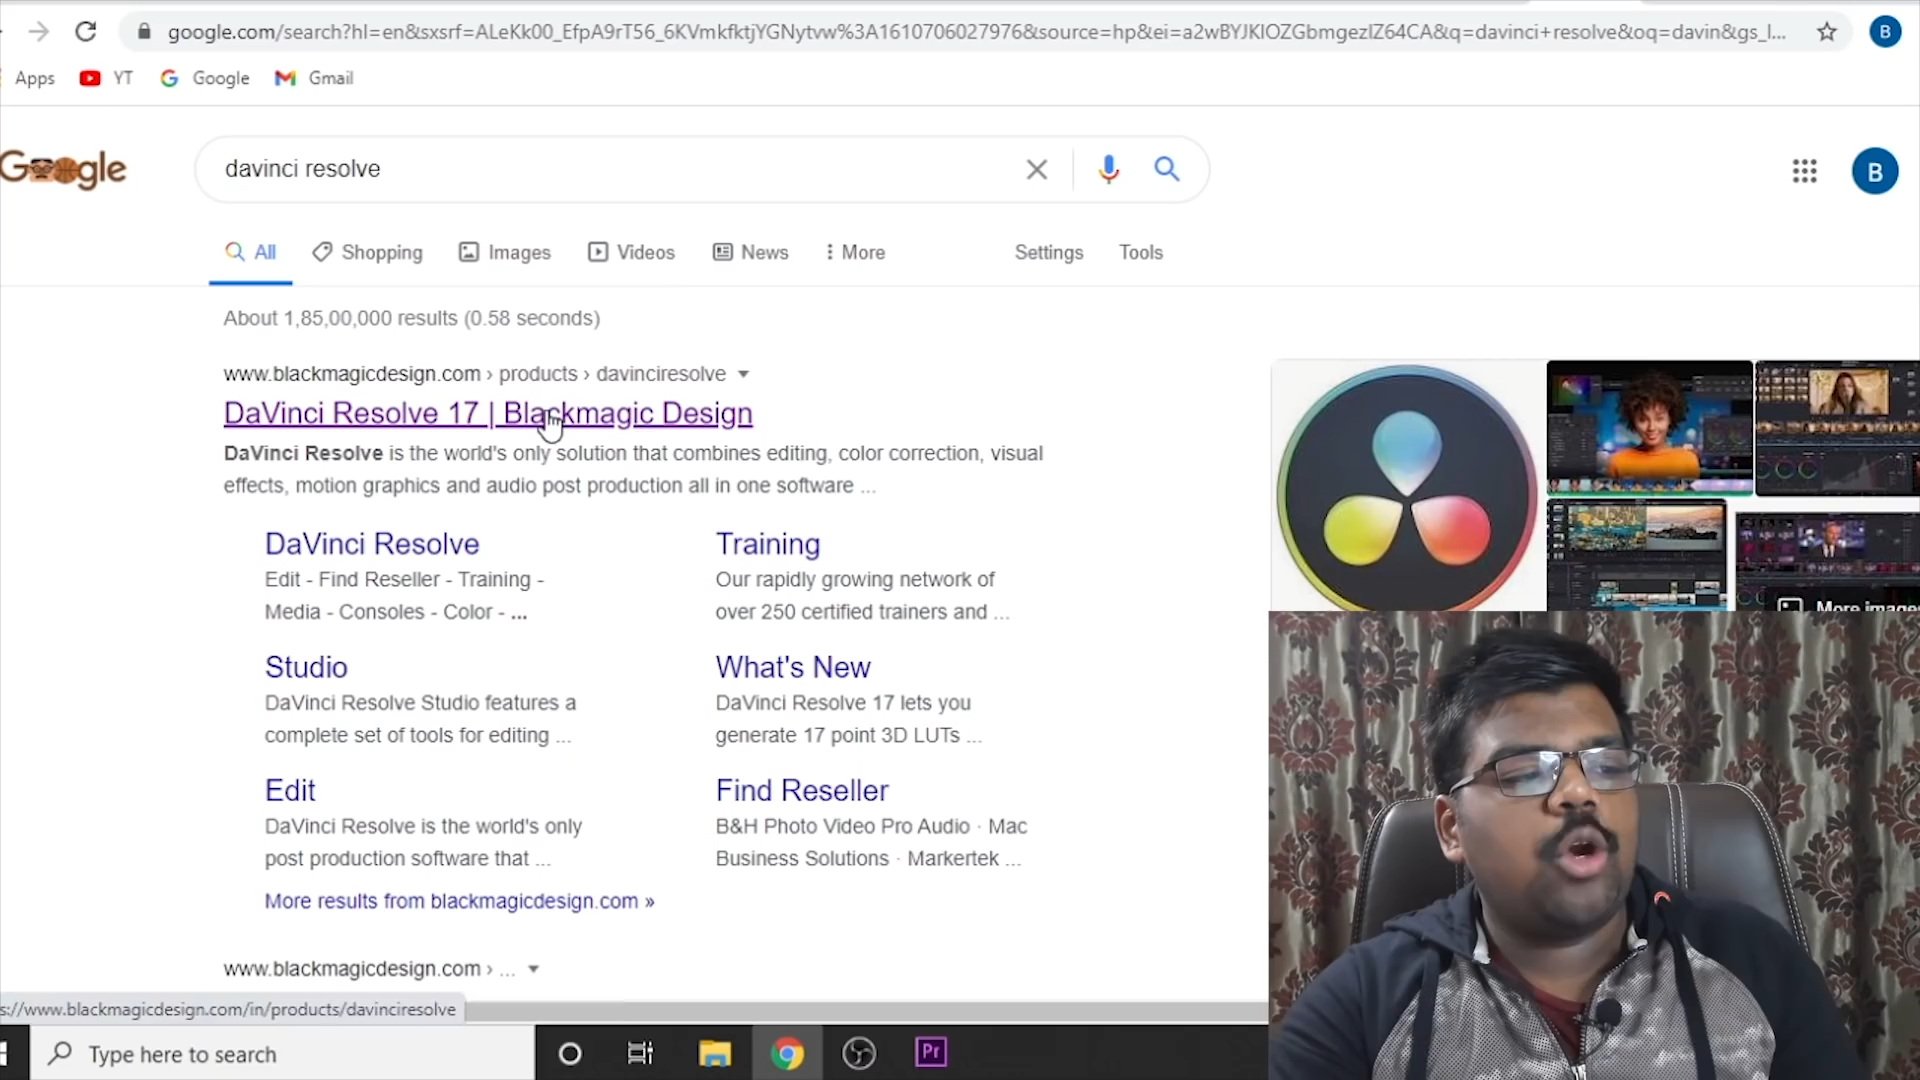 google.com/search?hl=en&sxsrf=ALeKk00_EfpA9rT56_6KVmkfktjYGNytvw%3A1610706027976&source=hp&ei=a2wBYJKIOZGbmgezIZ64CA&q=davinci+resolve&oq=davin&gs_l...
B
Apps YT Google Gmail
Google
davinci resolve
B
All Shopping Images Videos News More Settings Tools
About 1,85,00,000 results (0.58 seconds)
www.blackmagicdesign.com › products › davinciresolve
DaVinci Resolve 17 | Blackmagic Design
DaVinci Resolve is the world's only solution that combines editing, color correction, visual
effects, motion graphics and audio post production all in one software ...
DaVinci Resolve
Edit - Find Reseller - Training -
Media - Consoles - Color - ...
Training
Our rapidly growing network of
over 250 certified trainers and ...
Studio
DaVinci Resolve Studio features a
complete set of tools for editing ...
What's New
DaVinci Resolve 17 lets you
generate 17 point 3D LUTs ...
Edit
DaVinci Resolve is the world's only
post production software that ...
Find Reseller
B&H Photo Video Pro Audio · Mac
Business Solutions · Markertek ...
More results from blackmagicdesign.com »
More images
www.blackmagicdesign.com › ...
s://www.blackmagicdesign.com/in/products/davinciresolve
Type here to search
Pr